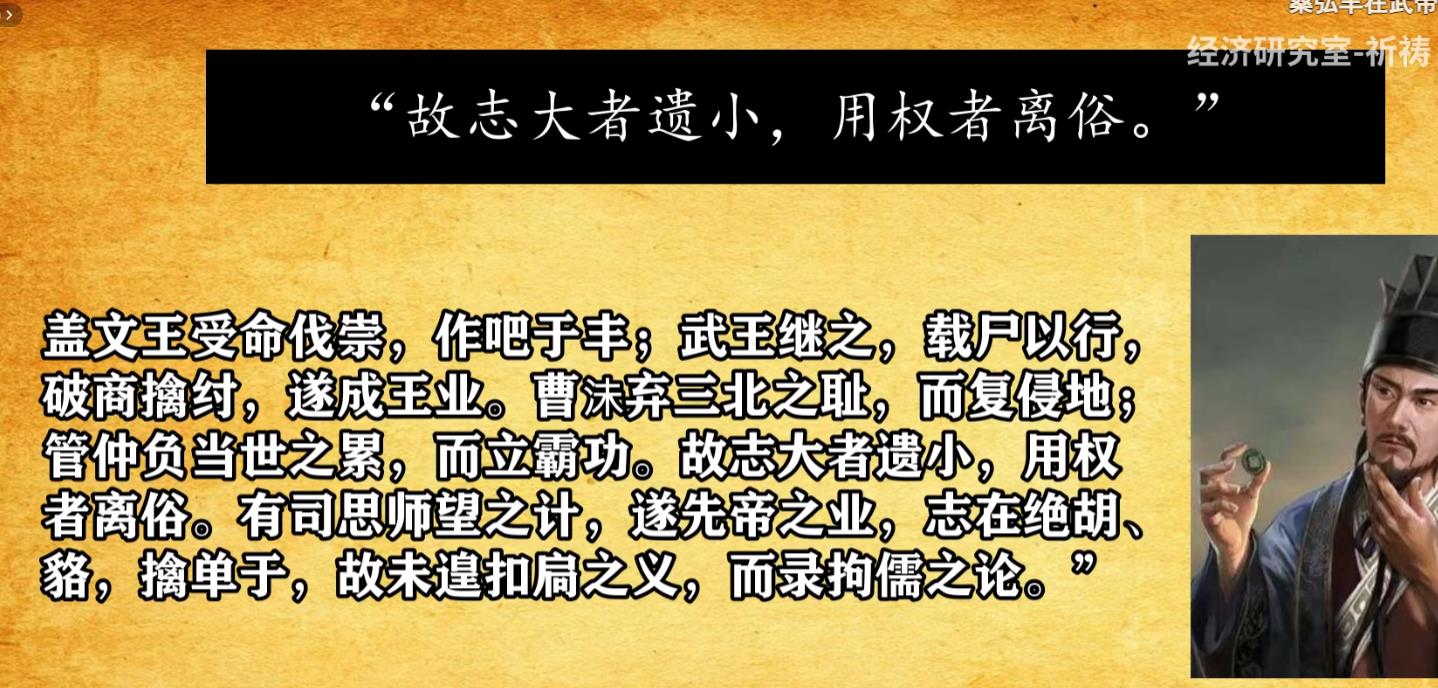 桑弘羊在武帝
经济研究室-祈祷
“故志大者遗小，用权者离俗。”
盖文王受命伐崇，作吧于丰；武王继之，载尸以行，
破商擒纣，遂成王业。曹沬弃三北之耻，而复侵地；
管仲负当世之累，而立霸功。故志大者遗小，用权
者离俗。有司思师望之计，遂先帝之业，志在绝胡、
貉，擒单于，故未遑扣扃之义，而录拘儒之论。”